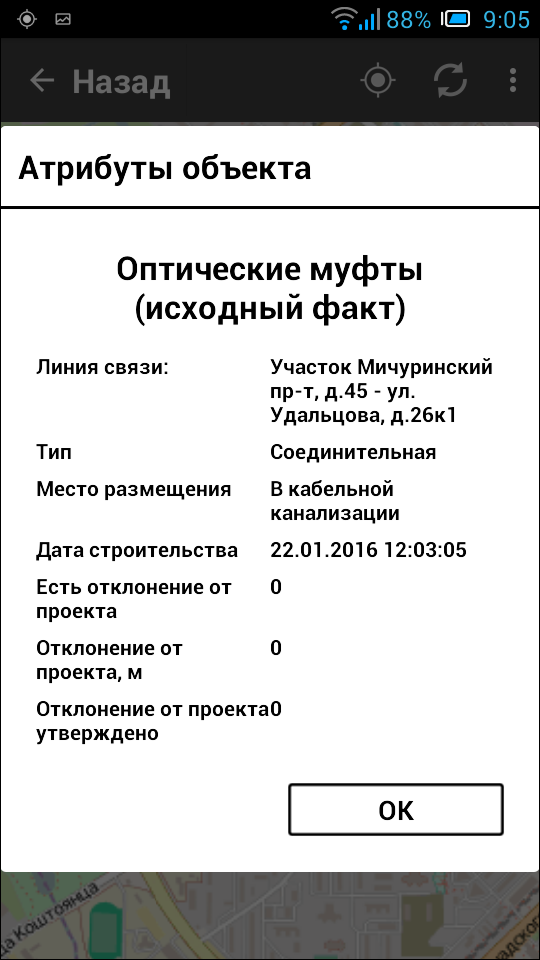 88% 9:05
Назад
Атрибуты объекта
Оптические муфты
(исходный факт)
Линия связи: Участок Мичуринский
пр-т, д.45 - ул.
Удальцова, д.26к1
Тип Соединительная
Место размещения В кабельной
канализации
Дата строительства 22.01.2016 12:03:05
Есть отклонение от 0
проекта
Отклонение от 0
проекта, м
Отклонение от проекта 0
утверждено
ОК
ца Коштоянца